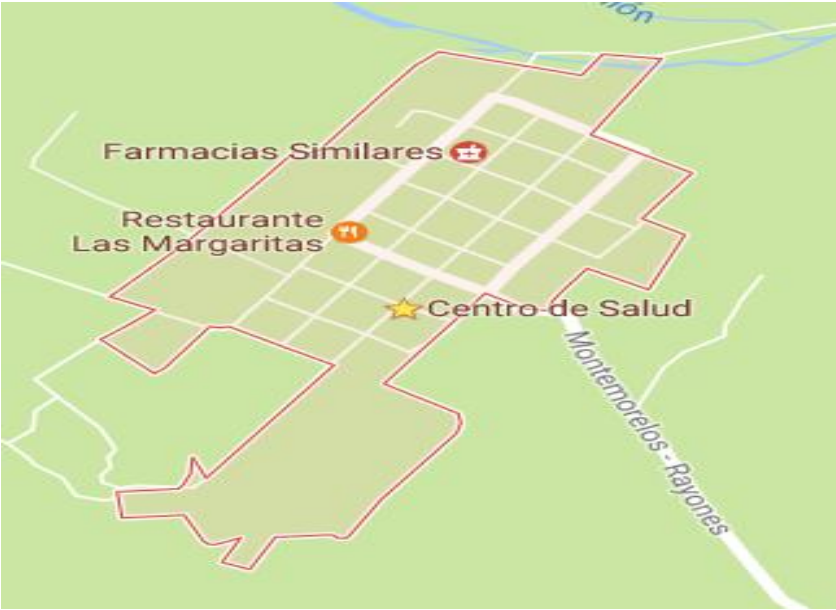 Farmacias Similares
Restaurante
Las Margaritas
Centro de Salud
Montemorelos - Rayones